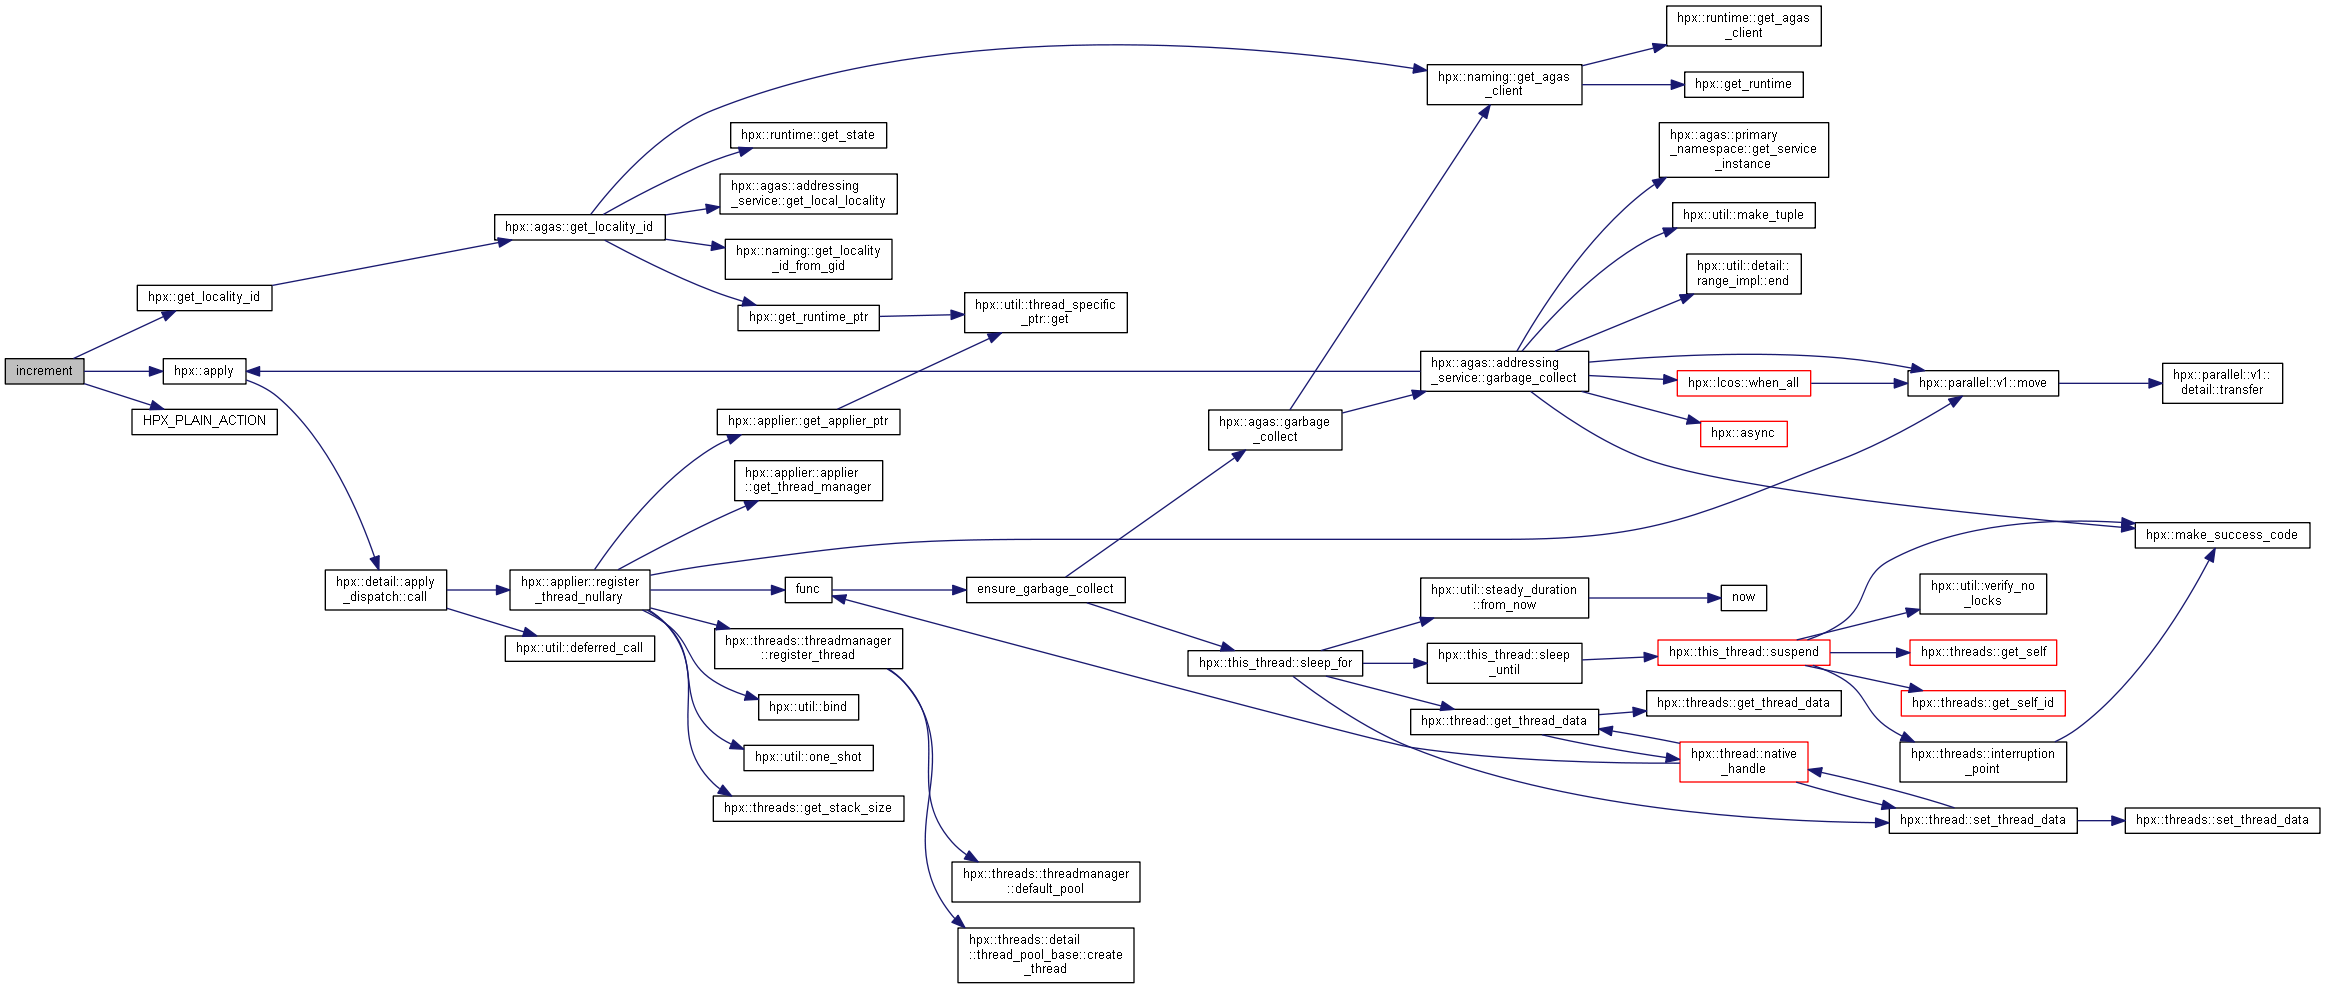 increment
hpx::get_locality_id
hpx::apply
HPX_PLAIN_ACTION
hpx::detail::apply
_dispatch::call
hpx::agas::get_locality_id
hpx::applier::register
_thread_nullary
hpx::util::deferred_call
hpx::runtime::get_state
hpx::agas::addressing
_service::get_local_locality
hpx::naming::get_locality
_id_from_gid
hpx::get_runtime_ptr
hpx::applier::get_applier_ptr
hpx::applier::applier
::get_thread_manager
func
hpx::threads::threadmanager
::register_thread
hpx::util::bind
hpx::util::one_shot
hpx::threads::get_stack_size
hpx::util::thread_specific
_ptr::get
ensure_garbage_collect
hpx::threads::threadmanager
::default_pool
hpx::threads::detail
::thread_pool_base::create
_thread
hpx::agas::garbage
_collect
hpx::this_thread::sleep_for
hpx::naming::get_agas
_client
hpx::agas::addressing
_service::garbage_collect
hpx::util::steady_duration
::from_now
hpx::this_thread::sleep
_until
hpx::thread::get_thread_data
hpx::runtime::get_agas
_client
hpx::get_runtime
hpx::agas::primary
_namespace::get_service
_instance
hpx::util::make_tuple
hpx::util::detail::
range_impl::end
hpx::lcos::when_all
hpx::async
now
hpx::this_thread::suspend
hpx::threads::get_thread_data
hpx::thread::native
_handle
hpx::parallel::v1::move
hpx::util::verify_no
_locks
hpx::threads::get_self
hpx::threads::get_self_id
hpx::threads::interruption
_point
hpx::thread::set_thread_data
hpx::parallel::v1::
detail::transfer
hpx::make_success_code
hpx::threads::set_thread_data